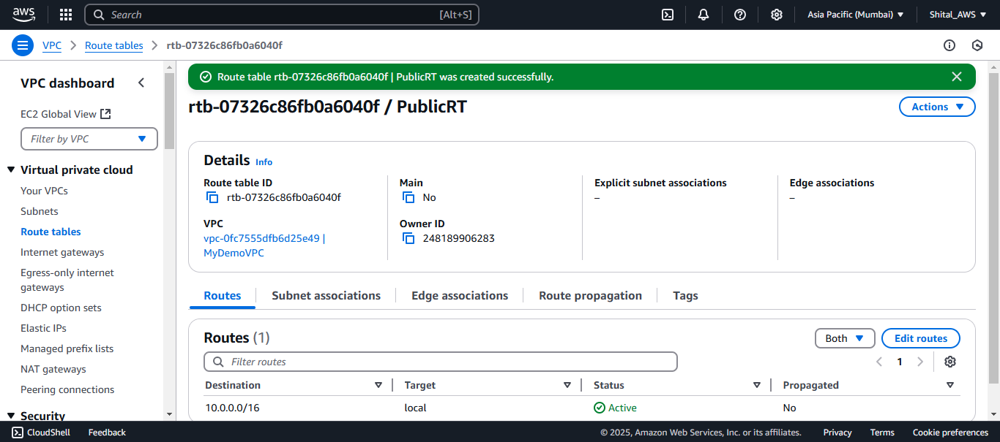 aws
Search [Alt+S]
Asia Pacific (Mumbai)
Shital_AWS
VPC
Route tables
rtb-07326c86fb0a6040f
VPC dashboard
EC2 Global View
Filter by VPC
Virtual private cloud
Your VPCs
Subnets
Route tables
Internet gateways
Egress-only internet
gateways
DHCP option sets
Elastic IPs
Managed prefix lists
NAT gateways
Peering connections
Security
Route table rtb-07326c86fb0a6040f | PublicRT was created successfully.
rtb-07326c86fb0a6040f / PublicRT
Actions
Details Info
Route table ID
rtb-07326c86fb0a6040f
Main
No
Explicit subnet associations
–
Edge associations
–
VPC
vpc-0fc7555dfb6d25e49 |
MyDemoVPC
Owner ID
248189906283
Routes
Subnet associations
Edge associations
Route propagation
Tags
Routes (1)
Both
Edit routes
Filter routes
1
Destination Target Status Propagated
10.0.0.0/16 local Active No
CloudShell
Feedback
© 2025, Amazon Web Services, Inc. or its affiliates.
Privacy
Terms
Cookie preferences